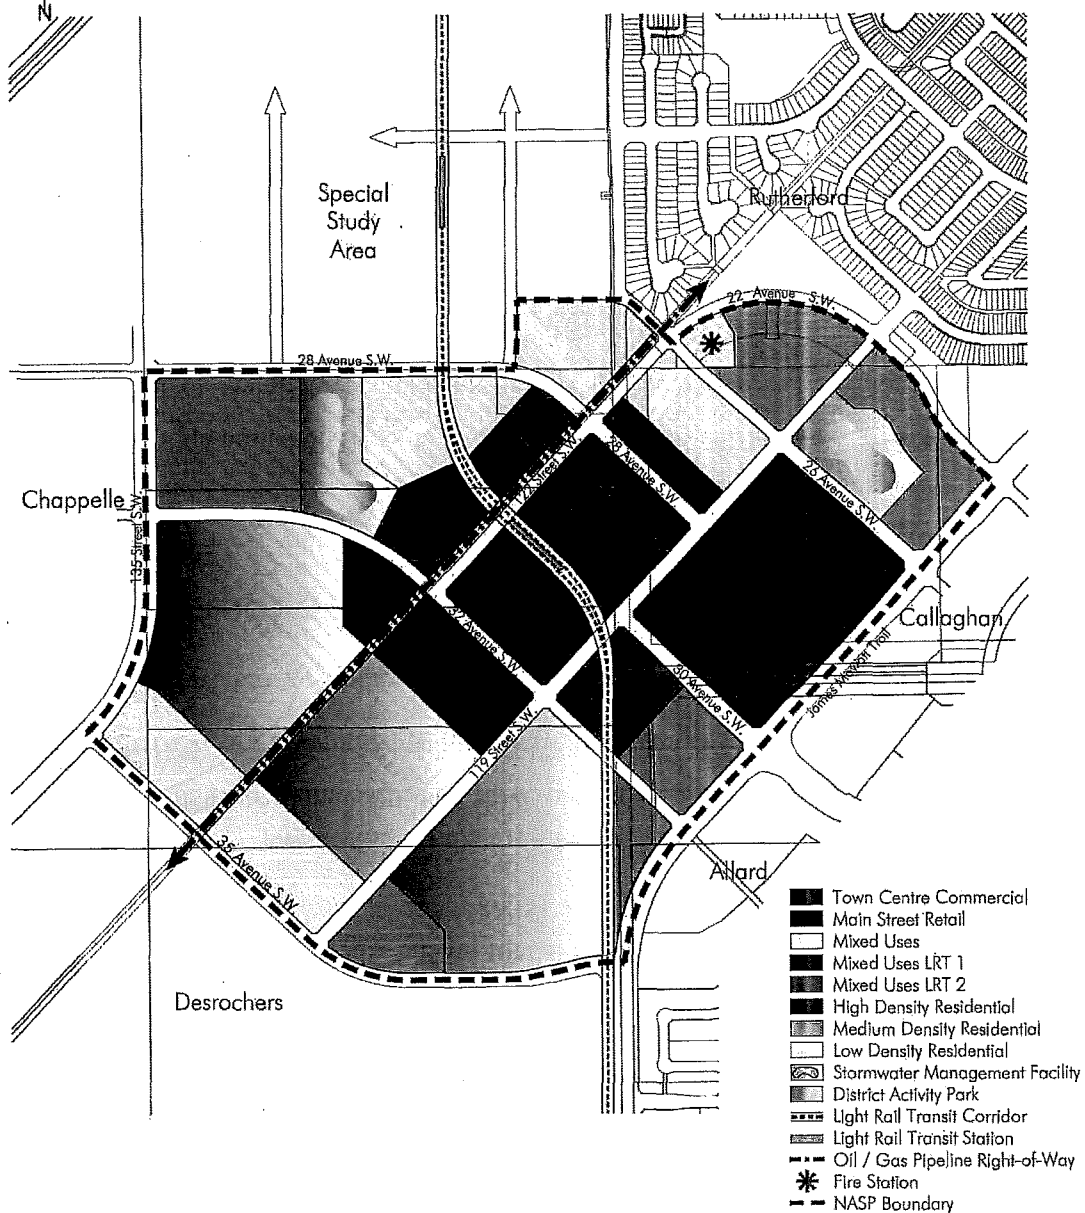 N
Special
Study
Area
Rutherford
22 Avenue S.W.
28 Avenue S.W.
28 Avenue S.W.
Street S.W.
26 Avenue S.W.
Chappelle
135 Street S.W.
Callaghan
32 Avenue S.W.
30 Avenue S.W.
James Mowatt Trail
119 Street S.W.
35 Avenue S.W.
Allard
Desrochers
Town Centre Commercial
Main Street Retail
Mixed Uses
Mixed Uses LRT 1
Mixed Uses LRT 2
High Density Residential
Medium Density Residential
Low Density Residential
Stormwater Management Facility
District Activity Park
Light Rail Transit Corridor
Light Rail Transit Station
Oil / Gas Pipeline Right-of-Way
Fire Station
NASP Boundary